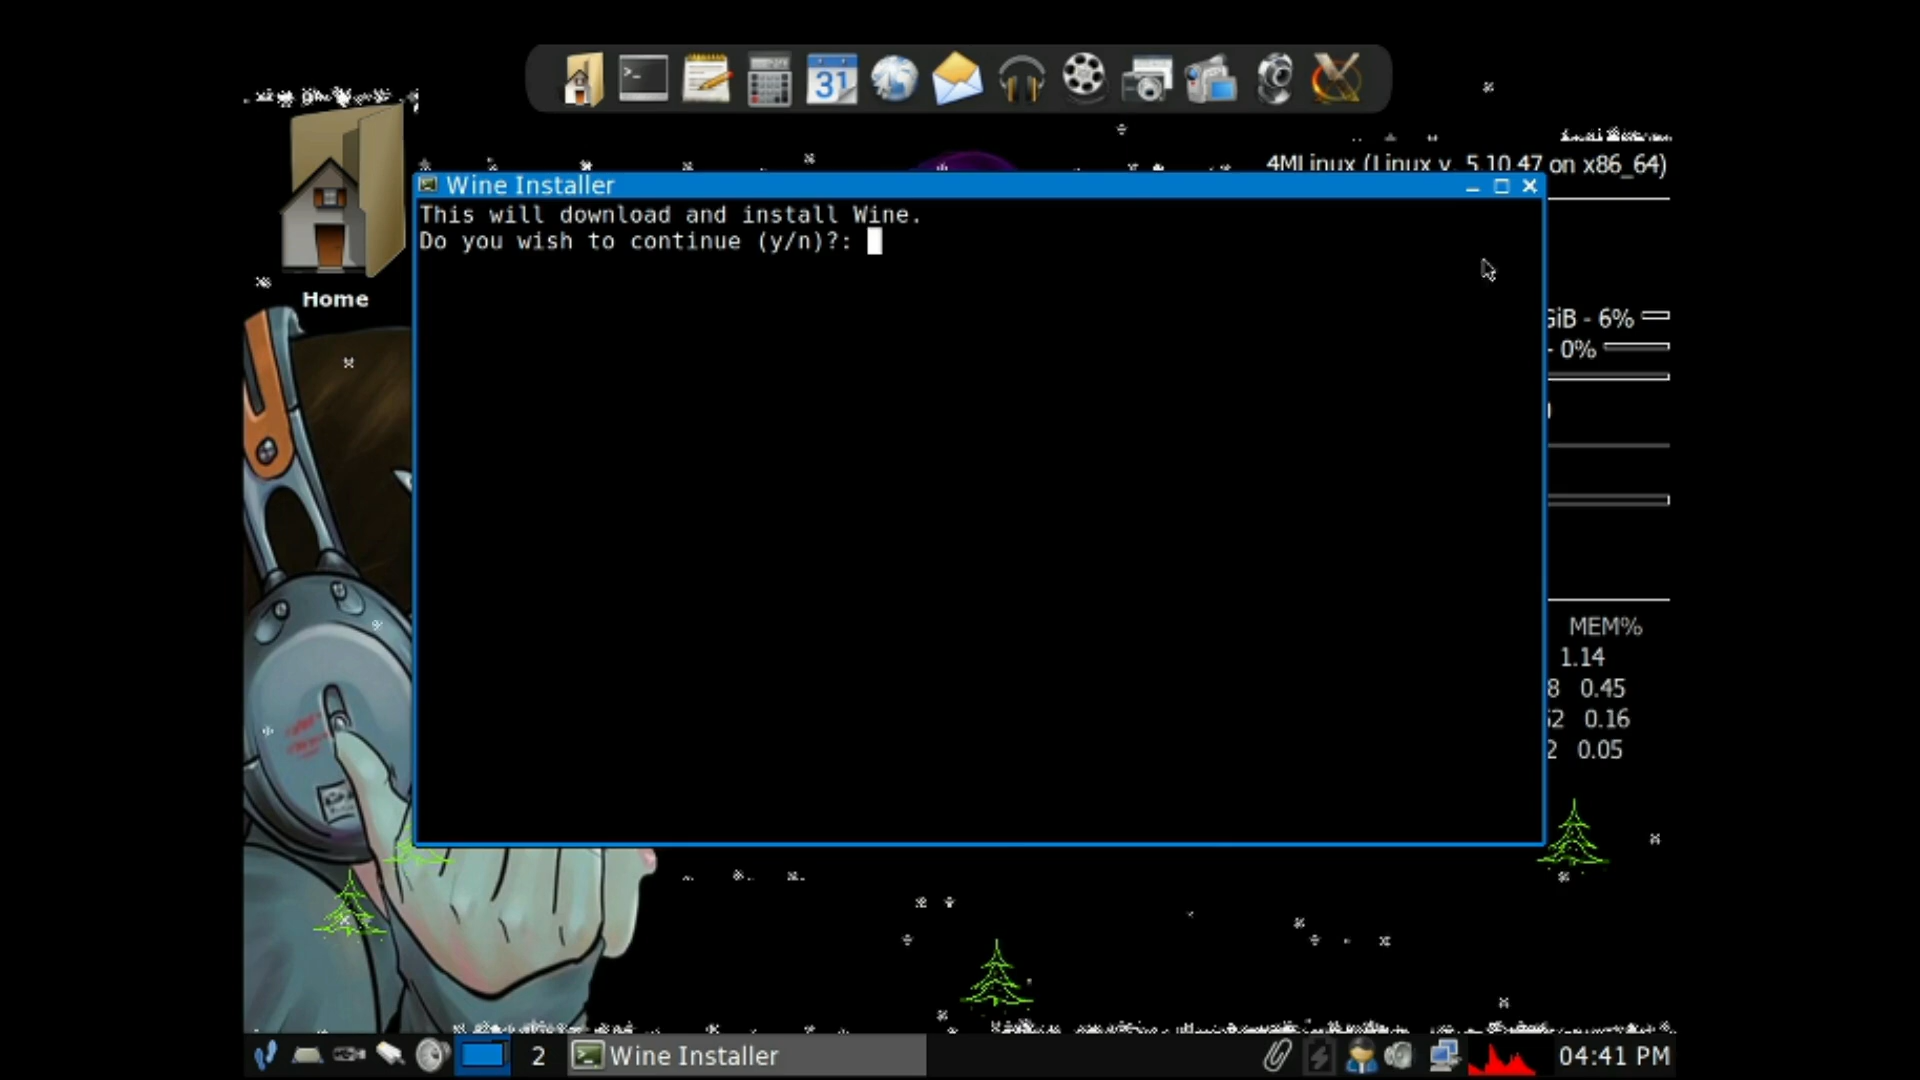 31
4MLinux (Linux v. 5.10.47 on x86_64)
Wine Installer
This will download and install Wine.
Do you wish to continue (y/n)?:
Home
GiB - 6%
- 0%
MEM%
1.14
8 0.45
52 0.16
2 0.05
2
Wine Installer
04:41 PM